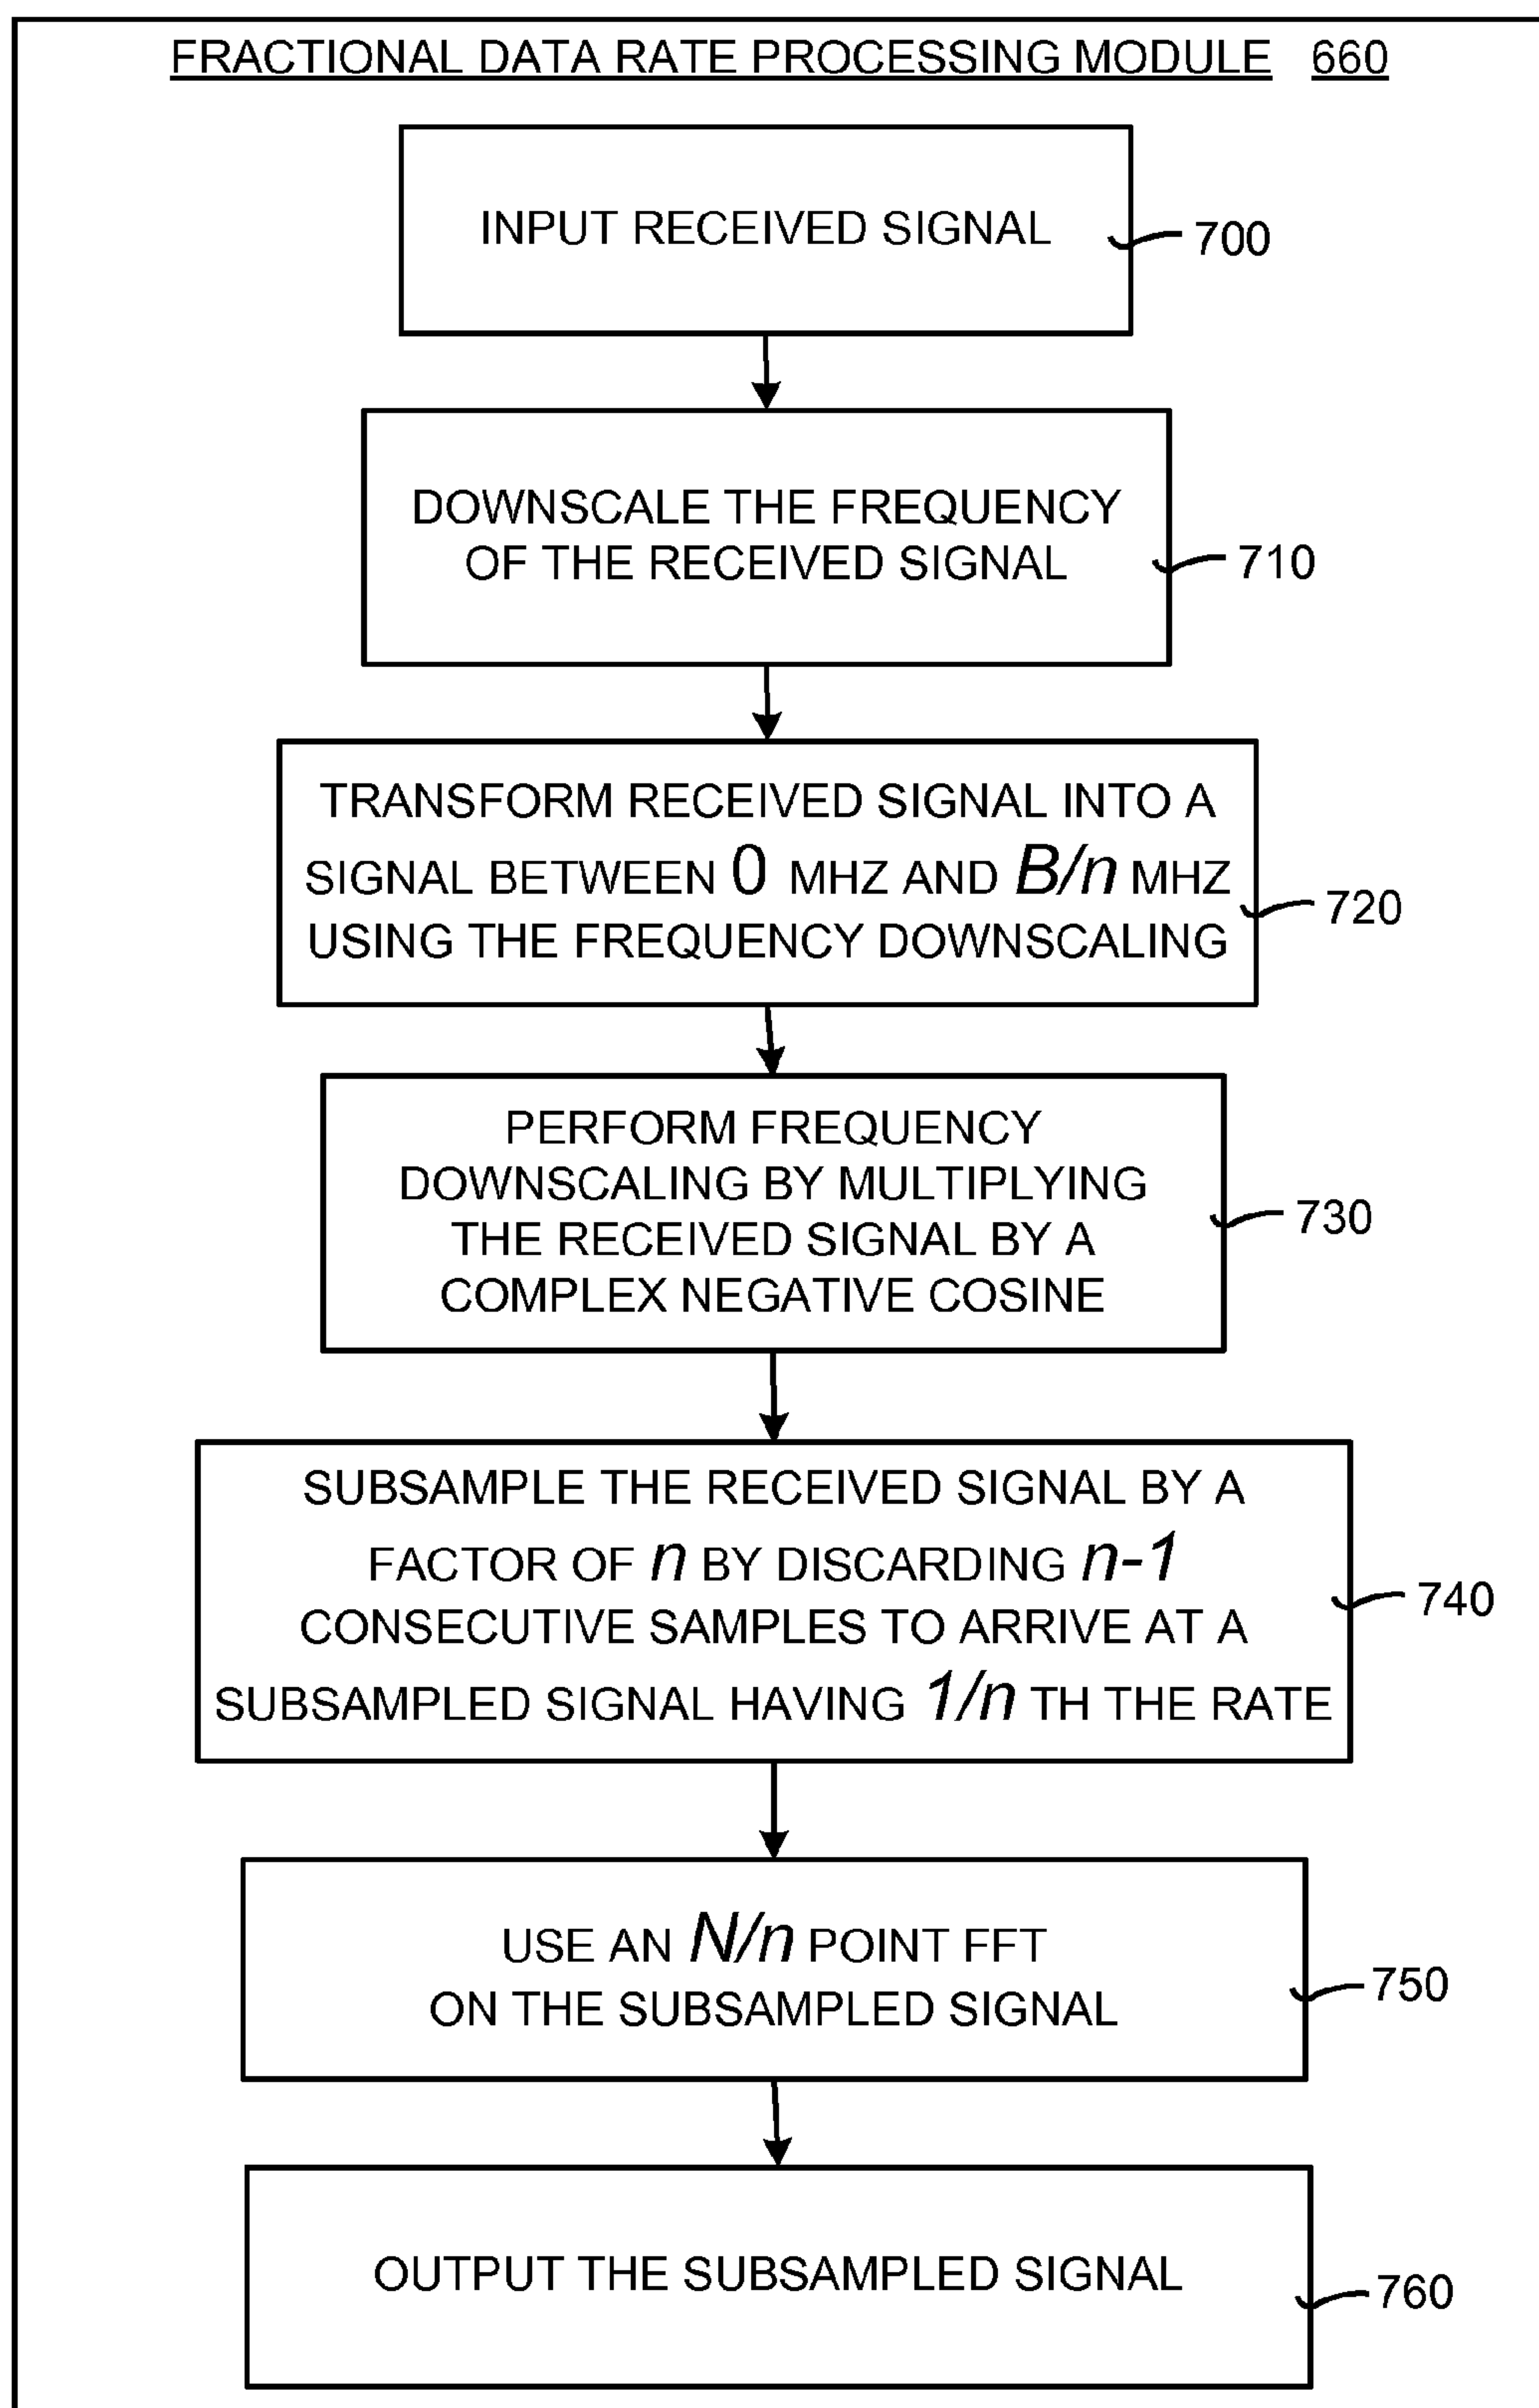 FRACTIONAL DATA RATE PROCESSING MODULE 660
INPUT RECEIVED SIGNAL
700
DOWNSCALE THE FREQUENCY
OF THE RECEIVED SIGNAL
710
TRANSFORM RECEIVED SIGNAL INTO A
SIGNAL BETWEEN 0 MHZ AND B/n MHZ
USING THE FREQUENCY DOWNSCALING
720
PERFORM FREQUENCY
DOWNSCALING BY MULTIPLYING
THE RECEIVED SIGNAL BY A
COMPLEX NEGATIVE COSINE
730
SUBSAMPLE THE RECEIVED SIGNAL BY A
FACTOR OF n BY DISCARDING n-1
CONSECUTIVE SAMPLES TO ARRIVE AT A
SUBSAMPLED SIGNAL HAVING 1/n TH THE RATE
740
USE AN N/n POINT FFT
ON THE SUBSAMPLED SIGNAL
750
OUTPUT THE SUBSAMPLED SIGNAL
760